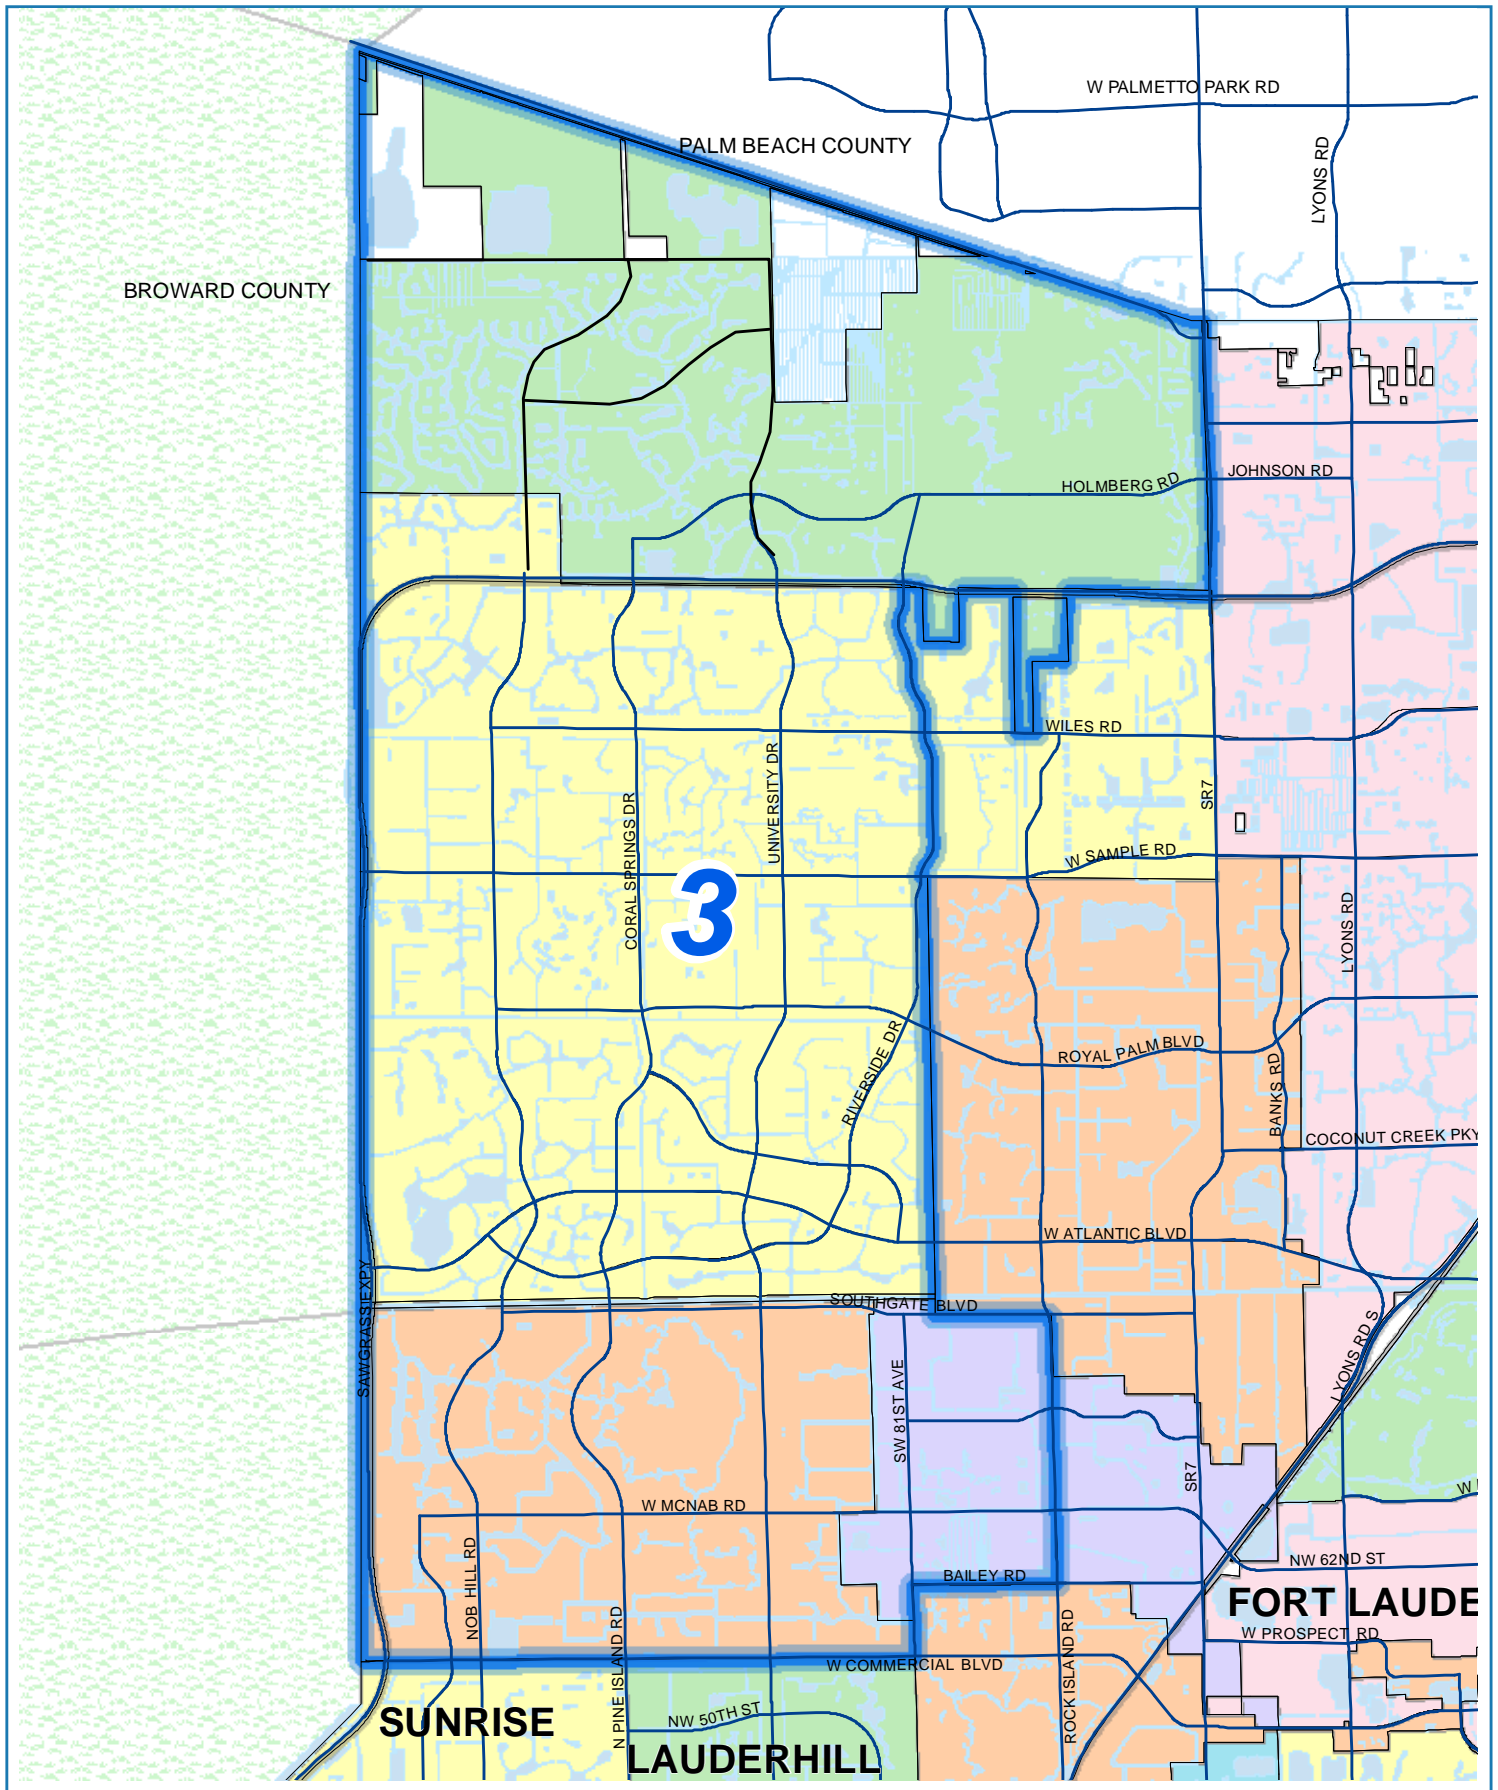 W PALMETTO PARK RD
PALM BEACH COUNTY
LYONS RD
BROWARD COUNTY
HOLMBERG RD
JOHNSON RD
WILES RD
UNIVERSITY DR
CORAL SPRINGS DR
SR7
W SAMPLE RD
3
LYONS RD
RIVERSIDE DR
ROYAL PALM BLVD
BANKS RD
COCONUT CREEK PKY
W ATLANTIC BLVD
SAWGRASS EXPY
SOUTHGATE BLVD
LYONS RD S
SW 81ST AVE
SR7
W
W MCNAB RD
NOB HILL RD
BAILEY RD
NW 62ND ST
FORT LAUDE
W PROSPECT RD
N PINE ISLAND RD
ROCK ISLAND RD
W COMMERCIAL BLVD
SUNRISE
NW 50TH ST
LAUDERHILL